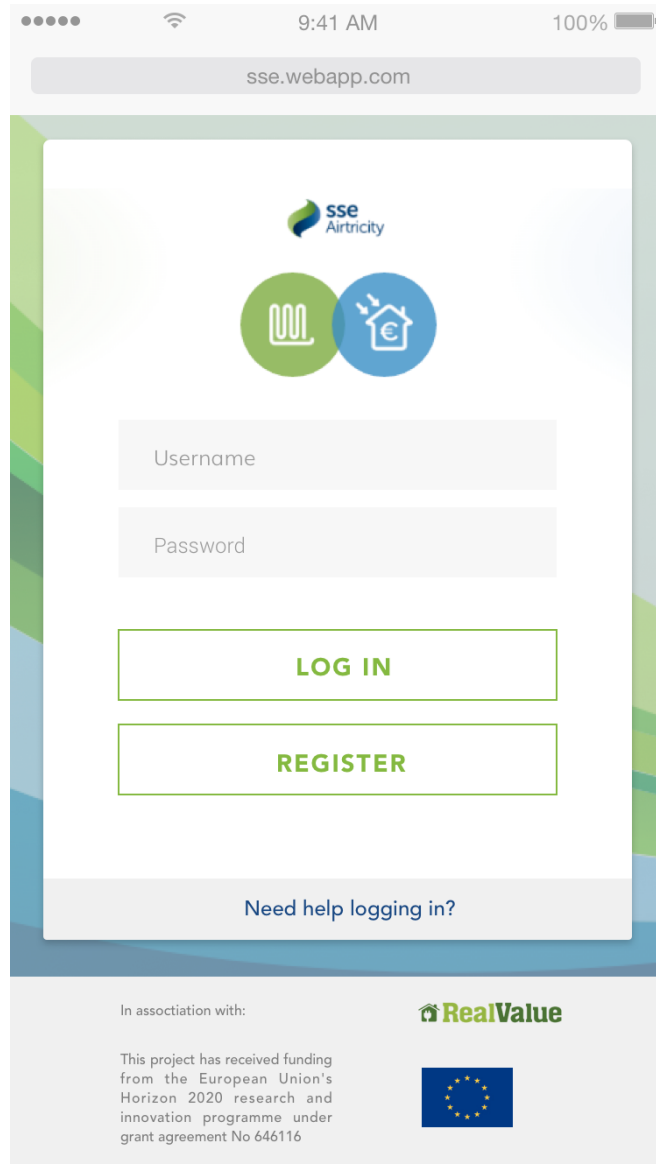 9:41 AM
100%
sse.webapp.com
sse
Airtricity
€
Username
Password
LOG IN
REGISTER
Need help logging in?
In assoctiation with:
RealValue
This project has received funding
from the European Union's
Horizon 2020 research and
innovation programme under
grant agreement No 646116